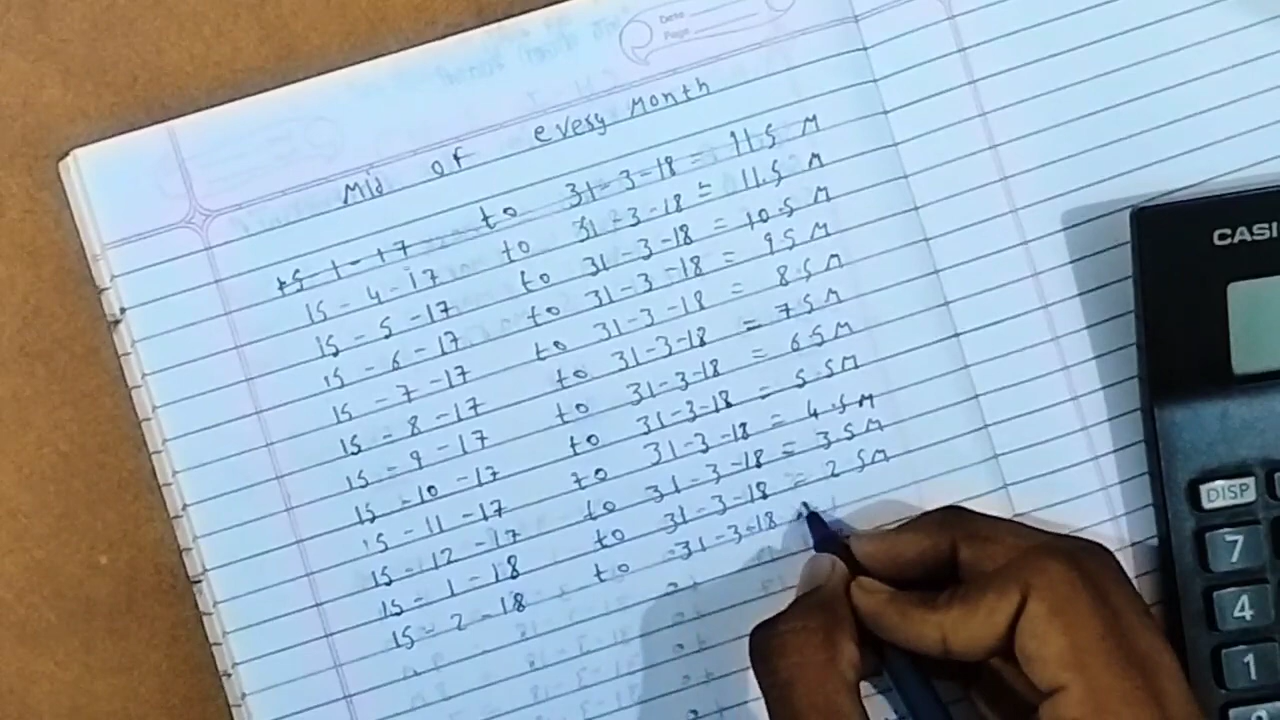 Date
Page
Mid of every Month
15-1-17 to 31-3-18 = 11.5 M
15-4-17 to 31-3-18 = 11.5 M
15-5-17 to 31-3-18 = 10.5 M
15-6-17 to 31-3-18 = 9.5 M
15-7-17 to 31-3-18 = 8.5 M
15-8-17 to 31-3-18 = 7.5 M
15-9-17 to 31-3-18 = 6.5 M
15-10-17 to 31-3-18 = 5.5 M
15-11-17 to 31-3-18 = 4.5 M
15-12-17 to 31-3-18 = 3.5 M
15-1-18 to 31-3-18 = 2.5 M
15-2-18 to 31-3-18
CASI
DISP
7
4
1